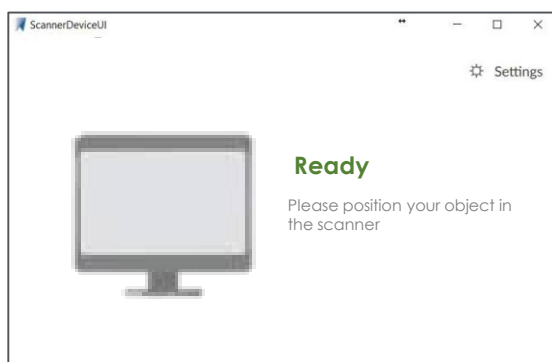 ScannerDeviceUI
Settings
Ready
Please position your object in
the scanner